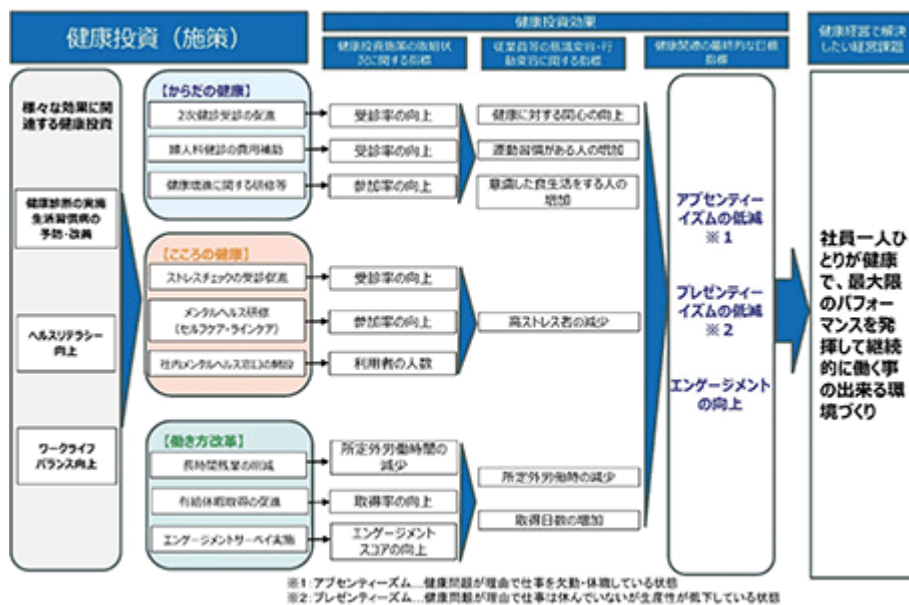 健康投資（施策）
健康投資効果
健康経営で解決
したい経営課題
健康投資施策の取組状
況に関する指標
従業員等の意識変容・行
動変容に関する指標
健康関連の最終的な目標
指標
様々な効果に関
連する健康投資
健康診断の実施
生活習慣病の
予防・改善
ヘルスリテラシー
向上
ワークライフ
バランス向上
【からだの健康】
2次健診受診の促進
婦人科健診の費用補助
健康増進に関する研修等
受診率の向上
受診率の向上
参加率の向上
健康に対する関心の向上
運動習慣がある人の増加
意識した食生活をする人の
増加
【こころの健康】
ストレスチェックの受診促進
メンタルヘルス研修
（セルフケア・ラインケア）
社内メンタルヘルス窓口の開設
受診率の向上
参加率の向上
利用者の人数
高ストレス者の減少
【働き方改革】
長時間残業の削減
有給休暇取得の促進
エンゲージメントサーベイ実施
所定外労働時間の
減少
取得率の向上
エンゲージメント
スコアの向上
所定外労働時の減少
取得日数の増加
アブセンティー
イズムの低減
※１
プレゼンティー
イズムの低減
※２
エンゲージメント
の向上
社員一人ひ
とりが健康
で、最大限
のパフォー
マンスを発
揮して継続
的に働く事
の出来る環
境づくり
※１：アブセンティーズム…健康問題が理由で仕事を欠勤・休職している状態
※２：プレゼンティーズム…健康問題が理由で仕事は休んでいないが生産性が低下している状態